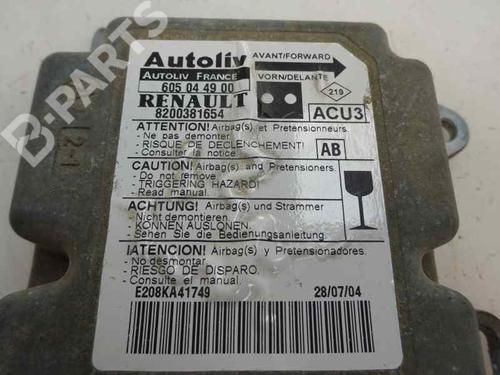 Autoliv
AUTOLIV FRANCE
605 04 49 00
RENAULT
8200381654
AVANT/FORWARD
VORN/DELANTE
219
ACU3
AB
ATTENTION! Airbag(s) et Pretensionneurs.
- Ne pas demonter.
- RISQUE DE DECLENCHEMENT!
- Consulter la notice.
CAUTION! Airbag(s) and Pretensioners.
- Do not remove.
- TRIGGERING HAZARD!
- Read manual.
ACHTUNG! Airbag(s) und Strammer
- Nicht demontieren.
- KONNEN AUSLONEN.
- Sehen Sie die Bedienungsanleitung.
¡ATENCION! Airbag(s) y Pretensionadores.
- No desmontar.
- RIESGO DE DISPARO.
- Consulte el manual.
E208KA41749 28/07/04
2-1
B-PARTS